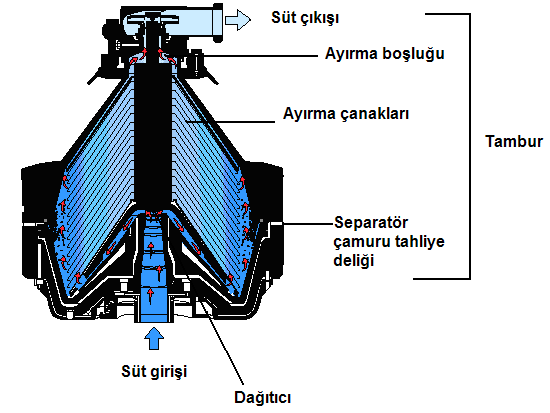 Süt çıkışı
Ayırma boşluğu
Ayırma çanakları
Tambur
Separatör
çamuru tahliye
deliği
Süt girişi
Dağıtıcı